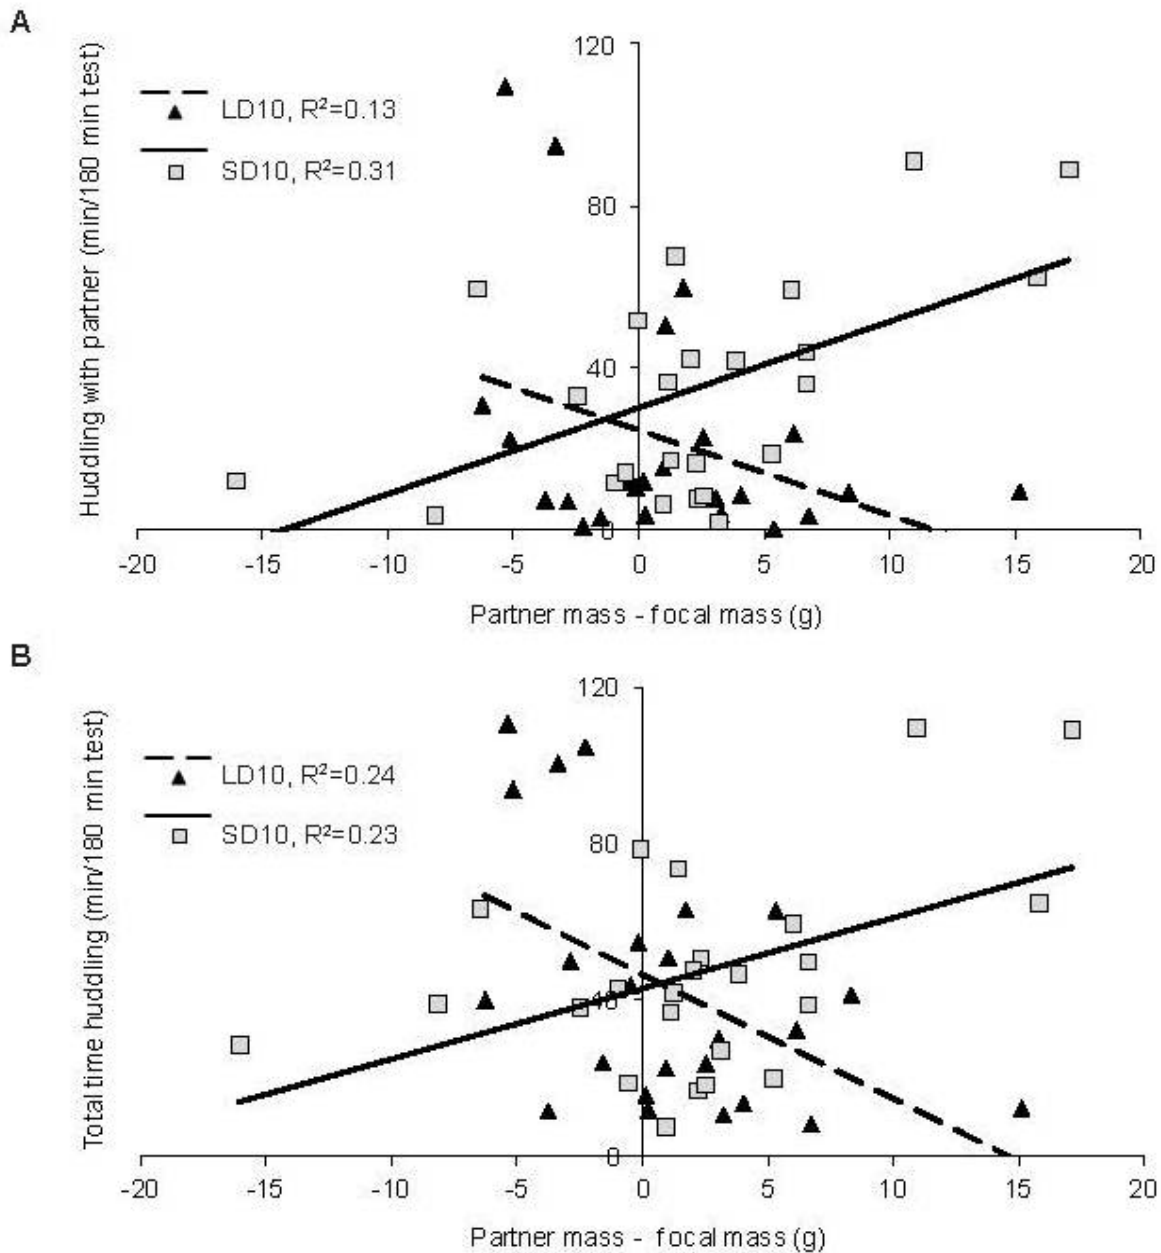 A
Huddling with partner (min/180 min test)
120
80
40
0
LD10, R²=0.13
SD10, R²=0.31
-20 -15 -10 -5 0 5 10 15 20
Partner mass - focal mass (g)
B
Total time huddling (min/180 min test)
120
80
40
0
LD10, R²=0.24
SD10, R²=0.23
-20 -15 -10 -5 0 5 10 15 20
Partner mass - focal mass (g)